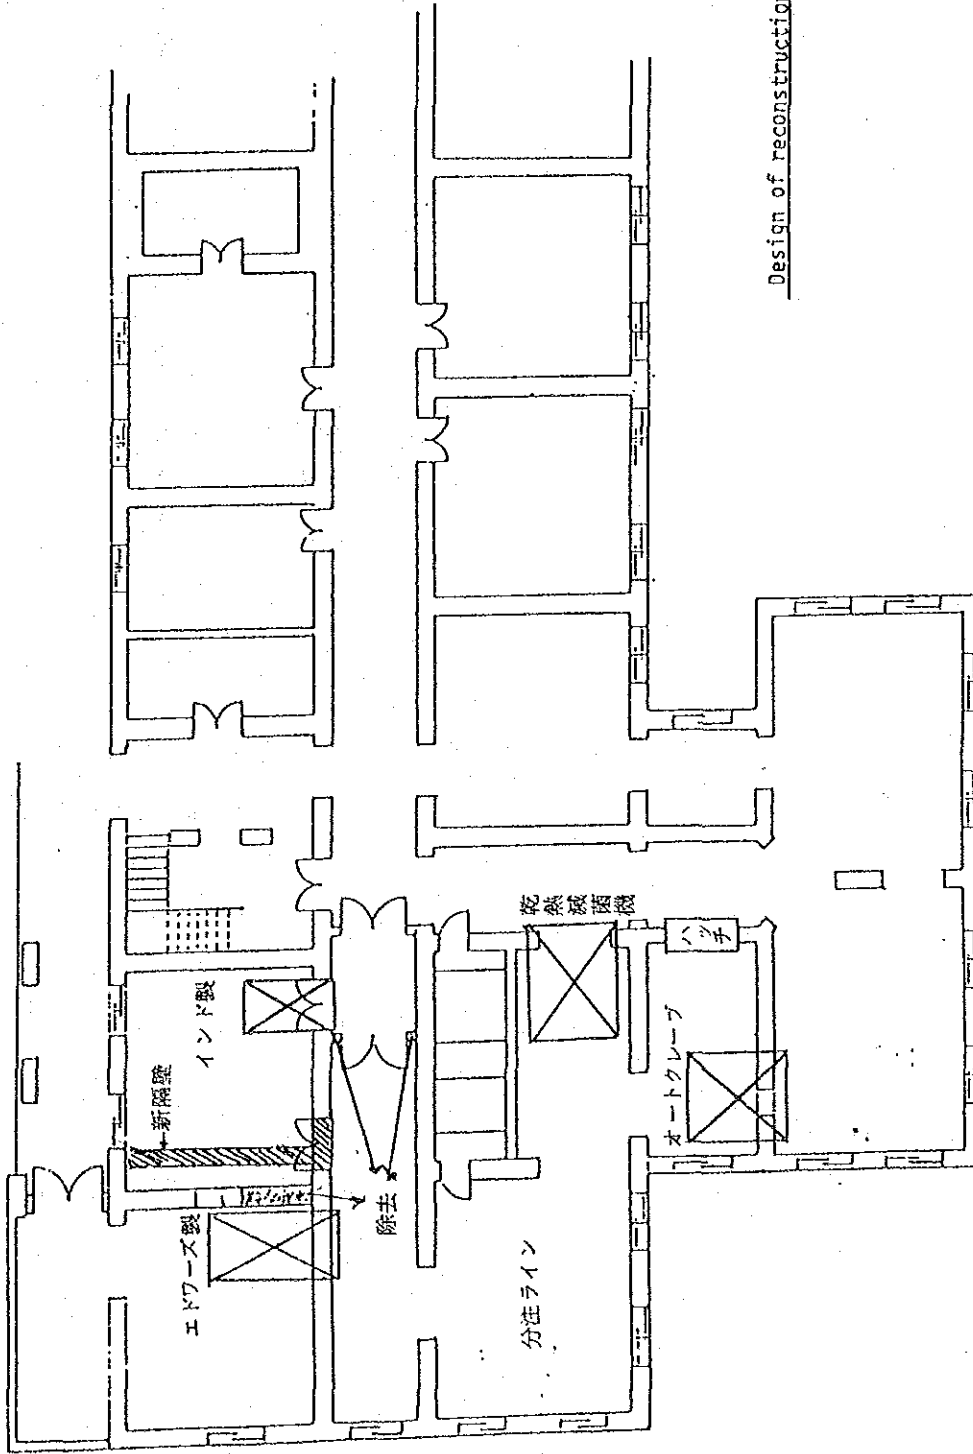 Design of reconstruction
新隔壁
インド製
エドワーズ製
除去
乾熱滅菌機
ハッチ
オートクレーブ
分注ライン